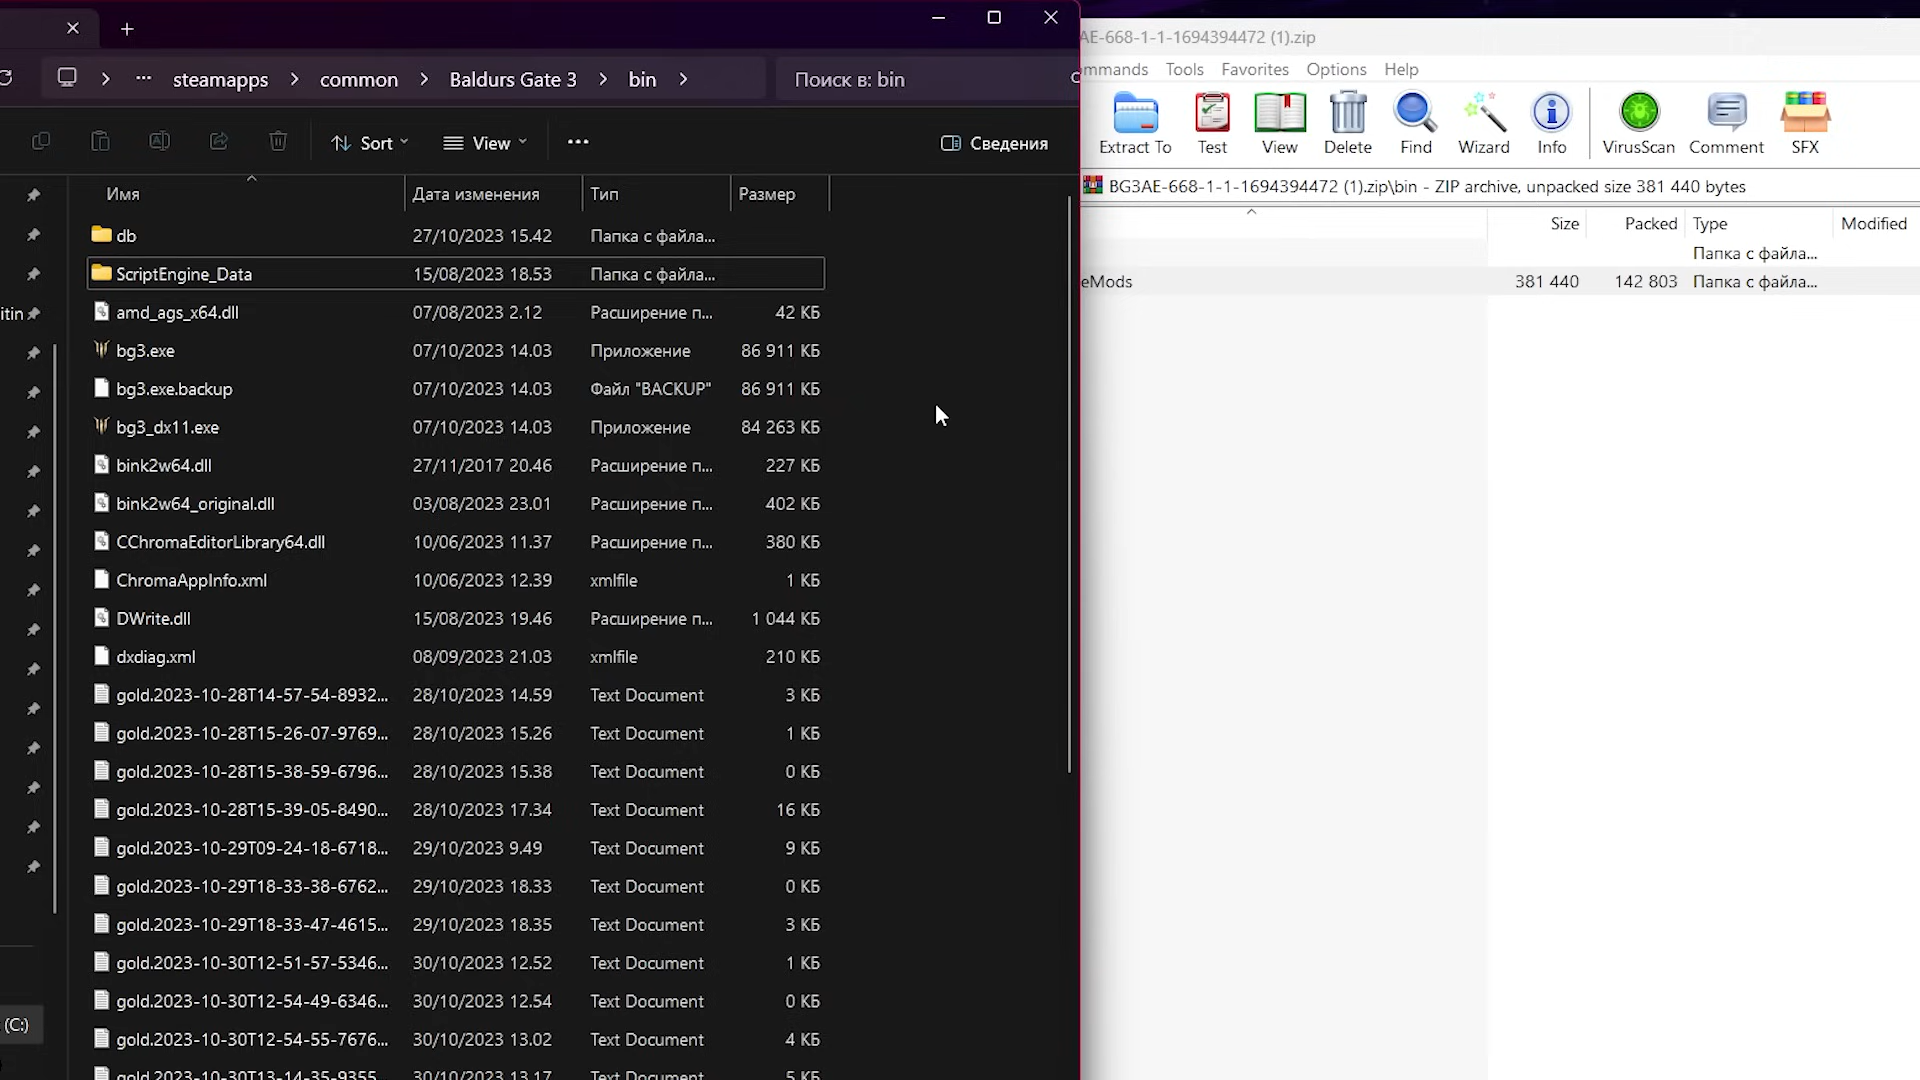 steamapps > common > Baldurs Gate 3 > bin >
Поиск в: bin
Sort
View
Сведения
Имя Дата изменения Тип Размер
db 27/10/2023 15.42 Папка с файла...
ScriptEngine_Data 15/08/2023 18.53 Папка с файла...
amd_ags_x64.dll 07/08/2023 2.12 Расширение п... 42 КБ
bg3.exe 07/10/2023 14.03 Приложение 86 911 КБ
bg3.exe.backup 07/10/2023 14.03 Файл "BACKUP" 86 911 КБ
bg3_dx11.exe 07/10/2023 14.03 Приложение 84 263 КБ
bink2w64.dll 27/11/2017 20.46 Расширение п... 227 КБ
bink2w64_original.dll 03/08/2023 23.01 Расширение п... 402 КБ
CChromaEditorLibrary64.dll 10/06/2023 11.37 Расширение п... 380 КБ
ChromaAppInfo.xml 10/06/2023 12.39 xmlfile 1 КБ
DWrite.dll 15/08/2023 19.46 Расширение п... 1 044 КБ
dxdiag.xml 08/09/2023 21.03 xmlfile 210 КБ
gold.2023-10-28T14-57-54-8932... 28/10/2023 14.59 Text Document 3 КБ
gold.2023-10-28T15-26-07-9769... 28/10/2023 15.26 Text Document 1 КБ
gold.2023-10-28T15-38-59-6796... 28/10/2023 15.38 Text Document 0 КБ
gold.2023-10-28T15-39-05-8490... 28/10/2023 17.34 Text Document 16 КБ
gold.2023-10-29T09-24-18-6718... 29/10/2023 9.49 Text Document 9 КБ
gold.2023-10-29T18-33-38-6762... 29/10/2023 18.33 Text Document 0 КБ
gold.2023-10-29T18-33-47-4615... 29/10/2023 18.35 Text Document 3 КБ
gold.2023-10-30T12-51-57-5346... 30/10/2023 12.52 Text Document 1 КБ
gold.2023-10-30T12-54-49-6346... 30/10/2023 12.54 Text Document 0 КБ
gold.2023-10-30T12-54-55-7676... 30/10/2023 13.02 Text Document 4 КБ
gold.2023-10-30T13-14-35-9355... 30/10/2023 13.17 Text Document 5 КБ
itin
(C:)
AE-668-1-1-1694394472 (1).zip
mmands Tools Favorites Options Help
Extract To Test View Delete Find Wizard Info VirusScan Comment SFX
BG3AE-668-1-1-1694394472 (1).zip\bin - ZIP archive, unpacked size 381 440 bytes
Size Packed Type Modified
Папка с файла...
eMods 381 440 142 803 Папка с файла...